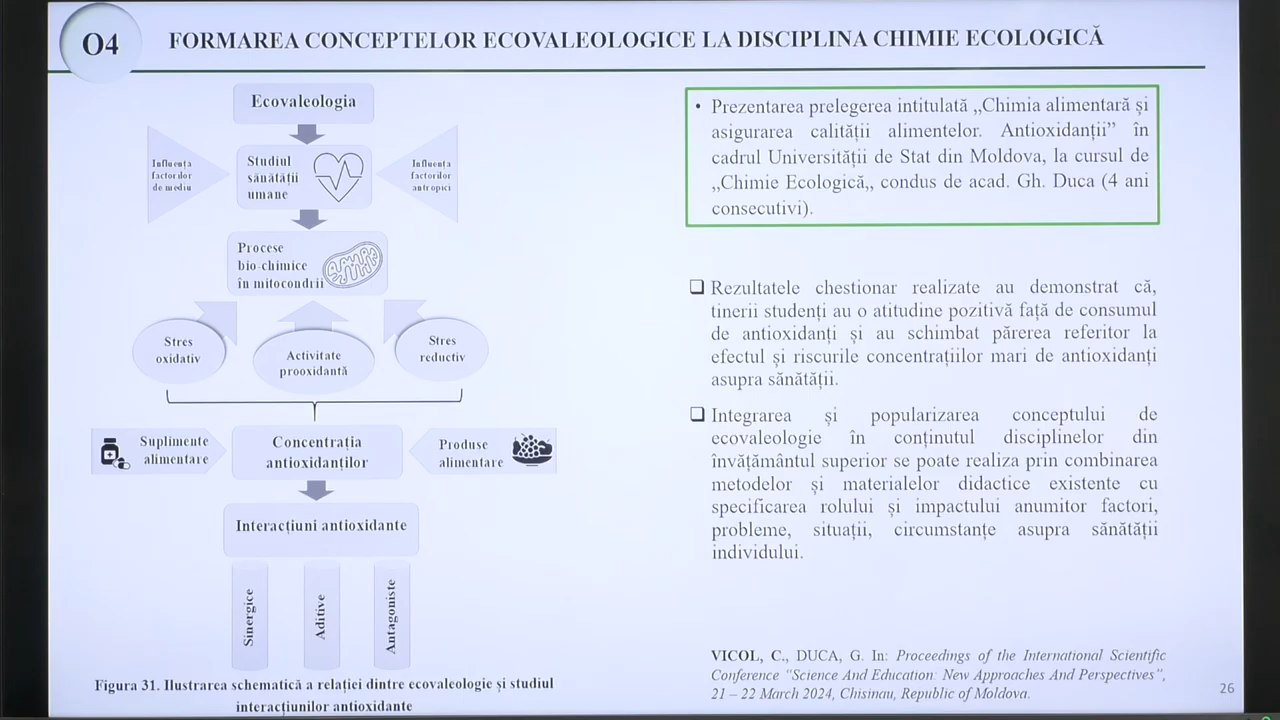 O4
FORMAREA CONCEPTELOR ECOVALEOLOGICE LA DISCIPLINA CHIMIE ECOLOGICĂ
Ecovaleologia
Influența
factorilor
de mediu
Studiul
sănătății
umane
Influența
factorilor
antropici
Procese
bio-chimice
în mitocondrii
Stres
oxidativ
Activitate
prooxidantă
Stres
reductiv
Suplimente
alimentare
Concentrația
antioxidanților
Produse
alimentare
Interacțiuni antioxidante
Sinergice
Aditive
Antagoniste
Figura 31. Ilustrarea schematică a relației dintre ecovaleologie și studiul
interacțiunilor antioxidante
• Prezentarea prelegerea intitulată „Chimia alimentară și
asigurarea calității alimentelor. Antioxidanții” în
cadrul Universității de Stat din Moldova, la cursul de
„Chimie Ecologică„ condus de acad. Gh. Duca (4 ani
consecutivi).
❑ Rezultatele chestionar realizate au demonstrat că,
tinerii studenți au o atitudine pozitivă față de consumul
de antioxidanți și au schimbat părerea referitor la
efectul și riscurile concentrațiilor mari de antioxidanți
asupra sănătății.
❑ Integrarea și popularizarea conceptului de
ecovaleologie în conținutul disciplinelor din
învățământul superior se poate realiza prin combinarea
metodelor și materialelor didactice existente cu
specificarea rolului și impactului anumitor factori,
probleme, situații, circumstanțe asupra sănătății
individului.
VICOL, C., DUCA, G. In: Proceedings of the International Scientific
Conference “Science And Education: New Approaches And Perspectives”,
21 – 22 March 2024, Chisinau, Republic of Moldova.
26